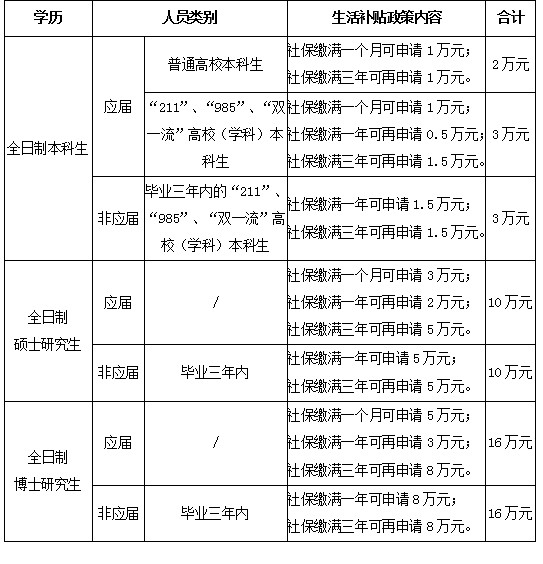 学历 人员类别 生活补贴政策内容 合计
全日制本科生
应届
普通高校本科生
社保缴满一个月可申请 1 万元；
社保缴满三年可再申请 1 万元。
2 万元
“211”、“985”、“双
一流”高校（学科）本
科生
社保缴满一个月可申请 1 万元；
社保缴满一年可再申请 0.5 万元；
社保缴满三年可再申请 1.5 万元。
3 万元
非应届
毕业三年内的“211”、
“985”、“双一流”高
校（学科）本科生
社保缴满一年可申请 1.5 万元；
社保缴满三年可再申请 1.5 万元。
3 万元
全日制
硕士研究生
应届
/
社保缴满一个月可申请 3 万元；
社保缴满一年可再申请 2 万元；
社保缴满三年可再申请 5 万元。
10 万元
非应届
毕业三年内
社保缴满一年可申请 5 万元；
社保缴满三年可再申请 5 万元。
10 万元
全日制
博士研究生
应届
/
社保缴满一个月可申请 5 万元；
社保缴满一年可再申请 3 万元；
社保缴满三年可再申请 8 万元。
16 万元
非应届
毕业三年内
社保缴满一年可申请 8 万元；
社保缴满三年可再申请 8 万元。
16 万元